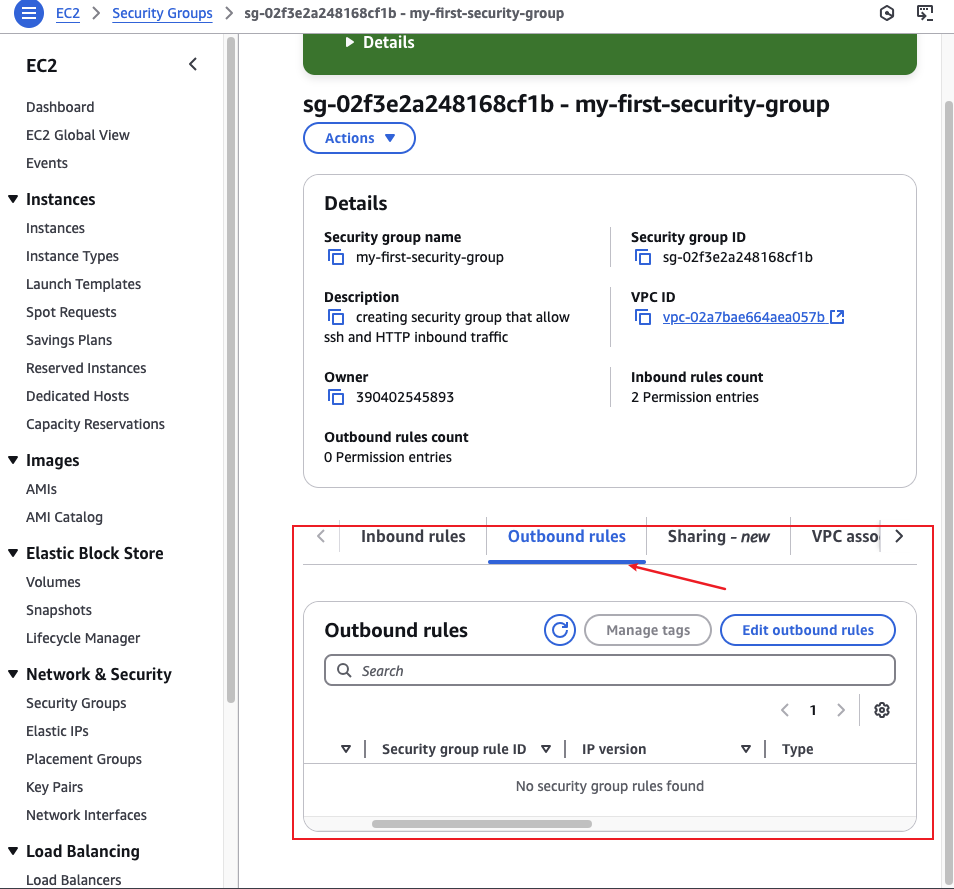 EC2 > Security Groups > sg-02f3e2a248168cf1b - my-first-security-group
EC2
Dashboard
EC2 Global View
Events
Instances
Instances
Instance Types
Launch Templates
Spot Requests
Savings Plans
Reserved Instances
Dedicated Hosts
Capacity Reservations
Images
AMIs
AMI Catalog
Elastic Block Store
Volumes
Snapshots
Lifecycle Manager
Network & Security
Security Groups
Elastic IPs
Placement Groups
Key Pairs
Network Interfaces
Load Balancing
Load Balancers
Details
sg-02f3e2a248168cf1b - my-first-security-group
Actions
Details
Security group name
my-first-security-group
Security group ID
sg-02f3e2a248168cf1b
Description
creating security group that allow
ssh and HTTP inbound traffic
VPC ID
vpc-02a7bae664aea057b
Owner
390402545893
Inbound rules count
2 Permission entries
Outbound rules count
0 Permission entries
Inbound rules
Outbound rules
Sharing - new
VPC asso
Outbound rules
Manage tags
Edit outbound rules
Search
1
Security group rule ID
IP version
Type
No security group rules found